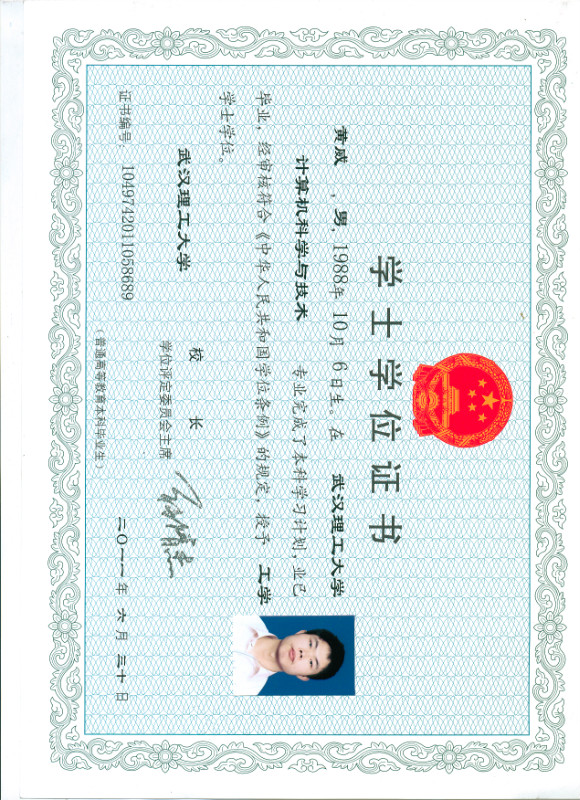 学士学位证书
黄威 ,男,1988年 10月 6日生。在 武汉理工大学
计算机科学与技术 专业完成了本科学习计划,业已
毕业,经审核符合《中华人民共和国学位条例》的规定,授予 工学
学士学位。
武汉理工大学 校 长
学位评定委员会主席
证书编号:1049742011058689 二〇一一年 六月 三十日
(普通高等教育本科毕业生)